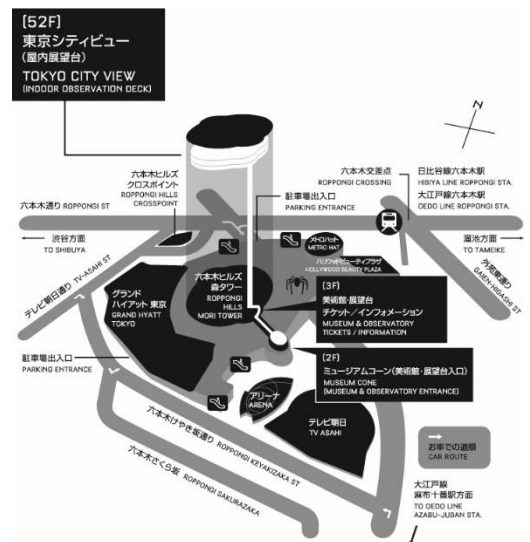 [52F]
東京シティビュー
(屋内展望台)
TOKYO CITY VIEW
(INDOOR OBSERVATION DECK)
N
六本木ヒルズ
クロスポイント
ROPPONGI HILLS
CROSSPOINT
六本木交差点
ROPPONGI CROSSING
日比谷線六本木駅
HIBIYA LINE ROPPONGI STA.
大江戸線六本木駅
OEDO LINE ROPPONGI STA.
駐車場出入口
PARKING ENTRANCE
六本木通り ROPPONGI ST
←
渋谷方面
TO SHIBUYA
→
溜池方面
TO TAMEIKE
外苑東通り
GAIEN-HIGASHI ST
テレビ朝日通り TV-ASAHI ST
メトロハット
METRO HAT
ハリウッドビューティプラザ
HOLLYWOOD BEAUTY PLAZA
六本木ヒルズ
森タワー
ROPPONGI
HILLS
MORI TOWER
グランド
ハイアット 東京
GRAND HYATT
TOKYO
[3F]
美術館・展望台
チケット/インフォメーション
MUSEUM & OBSERVATORY
TICKETS / INFORMATION
駐車場出入口
PARKING ENTRANCE
[2F]
ミュージアムコーン(美術館・展望台入口)
MUSEUM CONE
(MUSEUM & OBSERVATORY ENTRANCE)
アリーナ
ARENA
テレビ朝日
TV ASAHI
六本木けやき坂通り ROPPONGI KEYAKIZAKA ST
六本木さくら坂 ROPPONGI SAKURAZAKA
→
お車での道順
CAR ROUTE
大江戸線
麻布十番駅方面
TO OEDO LINE
AZABU-JUBAN STA.